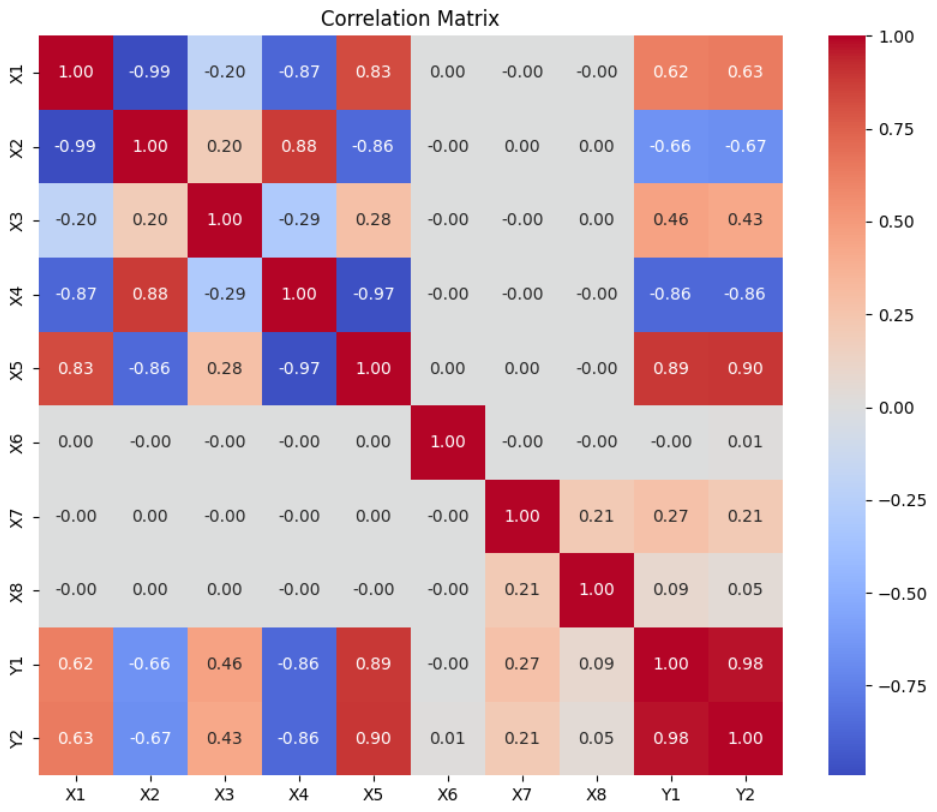 Correlation Matrix
X1 1.00 -0.99 -0.20 -0.87 0.83 0.00 -0.00 -0.00 0.62 0.63
X2 -0.99 1.00 0.20 0.88 -0.86 -0.00 0.00 0.00 -0.66 -0.67
X3 -0.20 0.20 1.00 -0.29 0.28 -0.00 -0.00 0.00 0.46 0.43
X4 -0.87 0.88 -0.29 1.00 -0.97 -0.00 -0.00 -0.00 -0.86 -0.86
X5 0.83 -0.86 0.28 -0.97 1.00 0.00 0.00 -0.00 0.89 0.90
X6 0.00 -0.00 -0.00 -0.00 0.00 1.00 -0.00 -0.00 -0.00 0.01
X7 -0.00 0.00 -0.00 -0.00 0.00 -0.00 1.00 0.21 0.27 0.21
X8 -0.00 0.00 0.00 -0.00 -0.00 -0.00 0.21 1.00 0.09 0.05
Y1 0.62 -0.66 0.46 -0.86 0.89 -0.00 0.27 0.09 1.00 0.98
Y2 0.63 -0.67 0.43 -0.86 0.90 0.01 0.21 0.05 0.98 1.00
X1 X2 X3 X4 X5 X6 X7 X8 Y1 Y2
1.00
0.75
0.50
0.25
0.00
−0.25
−0.50
−0.75